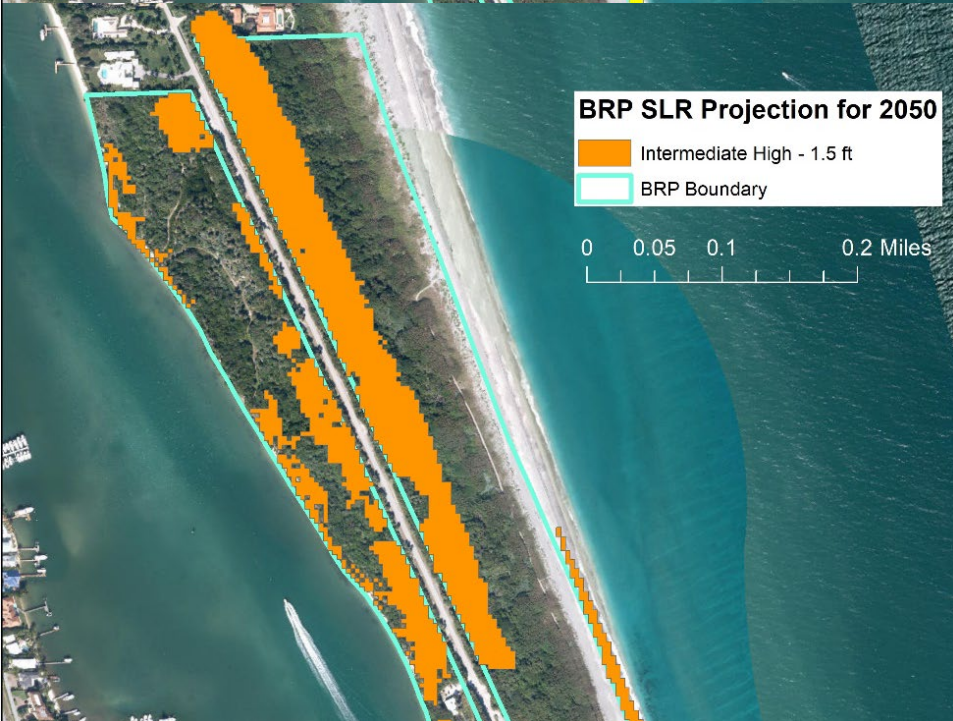 BRP SLR Projection for 2050
Intermediate High - 1.5 ft
BRP Boundary
0 0.05 0.1 0.2 Miles